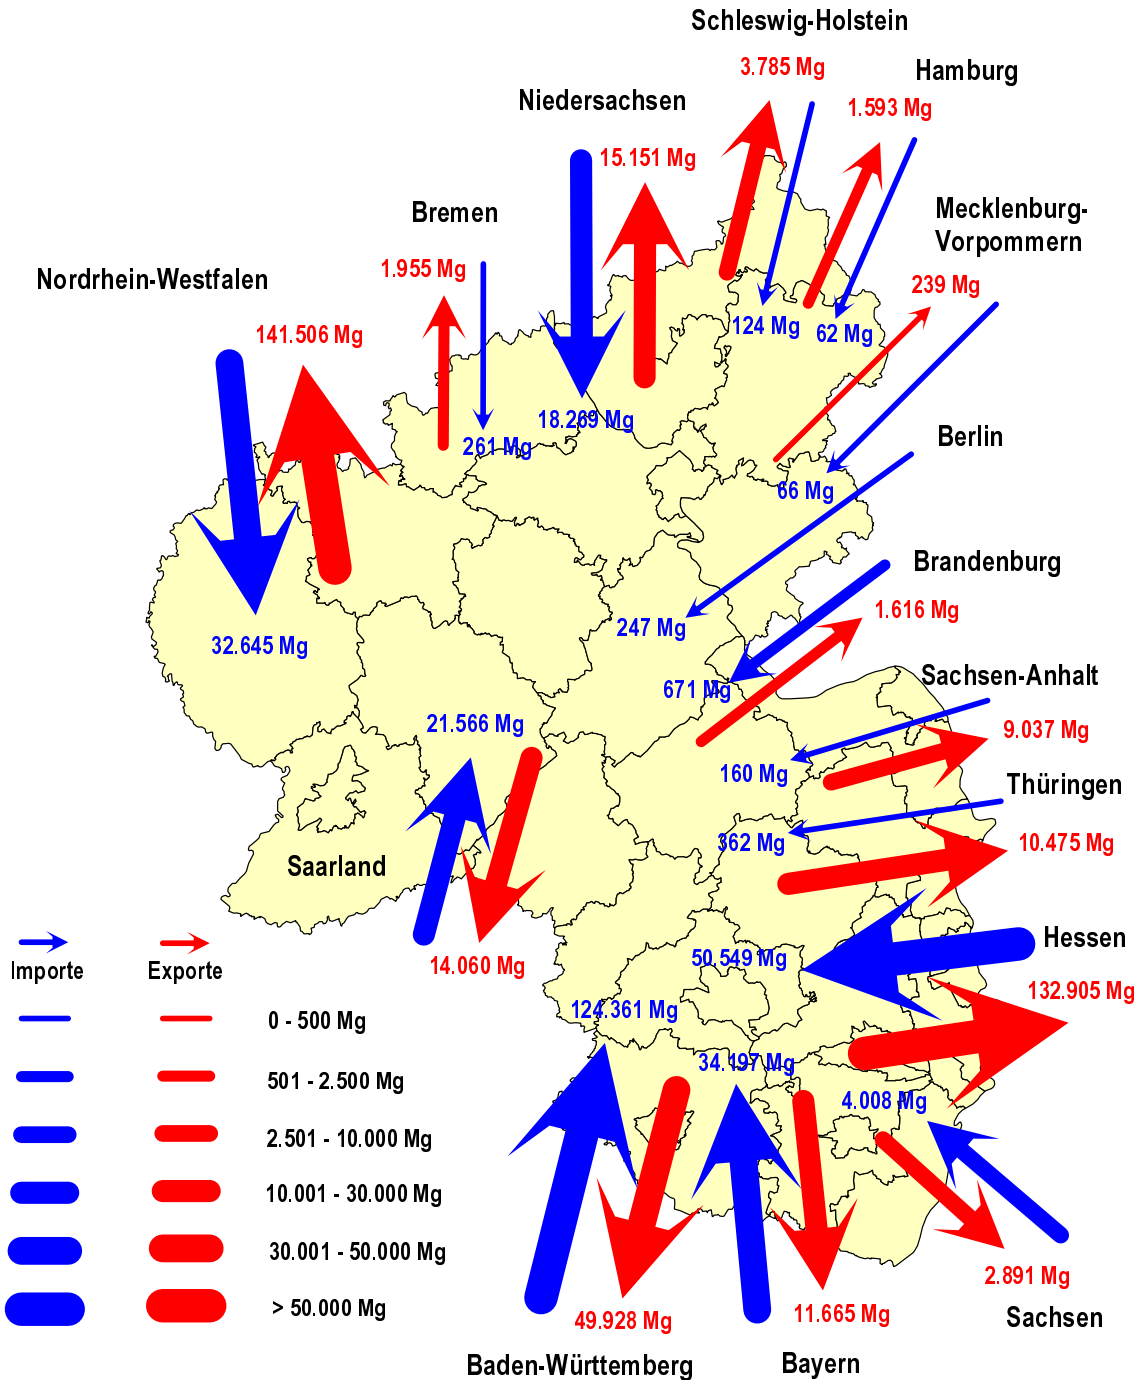 Schleswig-Holstein
3.785 Mg
Hamburg
1.593 Mg
Niedersachsen
15.151 Mg
Bremen
1.955 Mg
Mecklenburg-
Vorpommern
239 Mg
Nordrhein-Westfalen
141.506 Mg
124 Mg
62 Mg
18.269 Mg
261 Mg
Berlin
66 Mg
Brandenburg
1.616 Mg
247 Mg
32.645 Mg
671 Mg
Sachsen-Anhalt
9.037 Mg
21.566 Mg
160 Mg
Thüringen
10.475 Mg
362 Mg
Saarland
14.060 Mg
Hessen
132.905 Mg
50.549 Mg
124.361 Mg
34.197 Mg
4.008 Mg
2.891 Mg
Sachsen
11.665 Mg
Bayern
49.928 Mg
Baden-Württemberg
Importe
Exporte
0 - 500 Mg
501 - 2.500 Mg
2.501 - 10.000 Mg
10.001 - 30.000 Mg
30.001 - 50.000 Mg
> 50.000 Mg